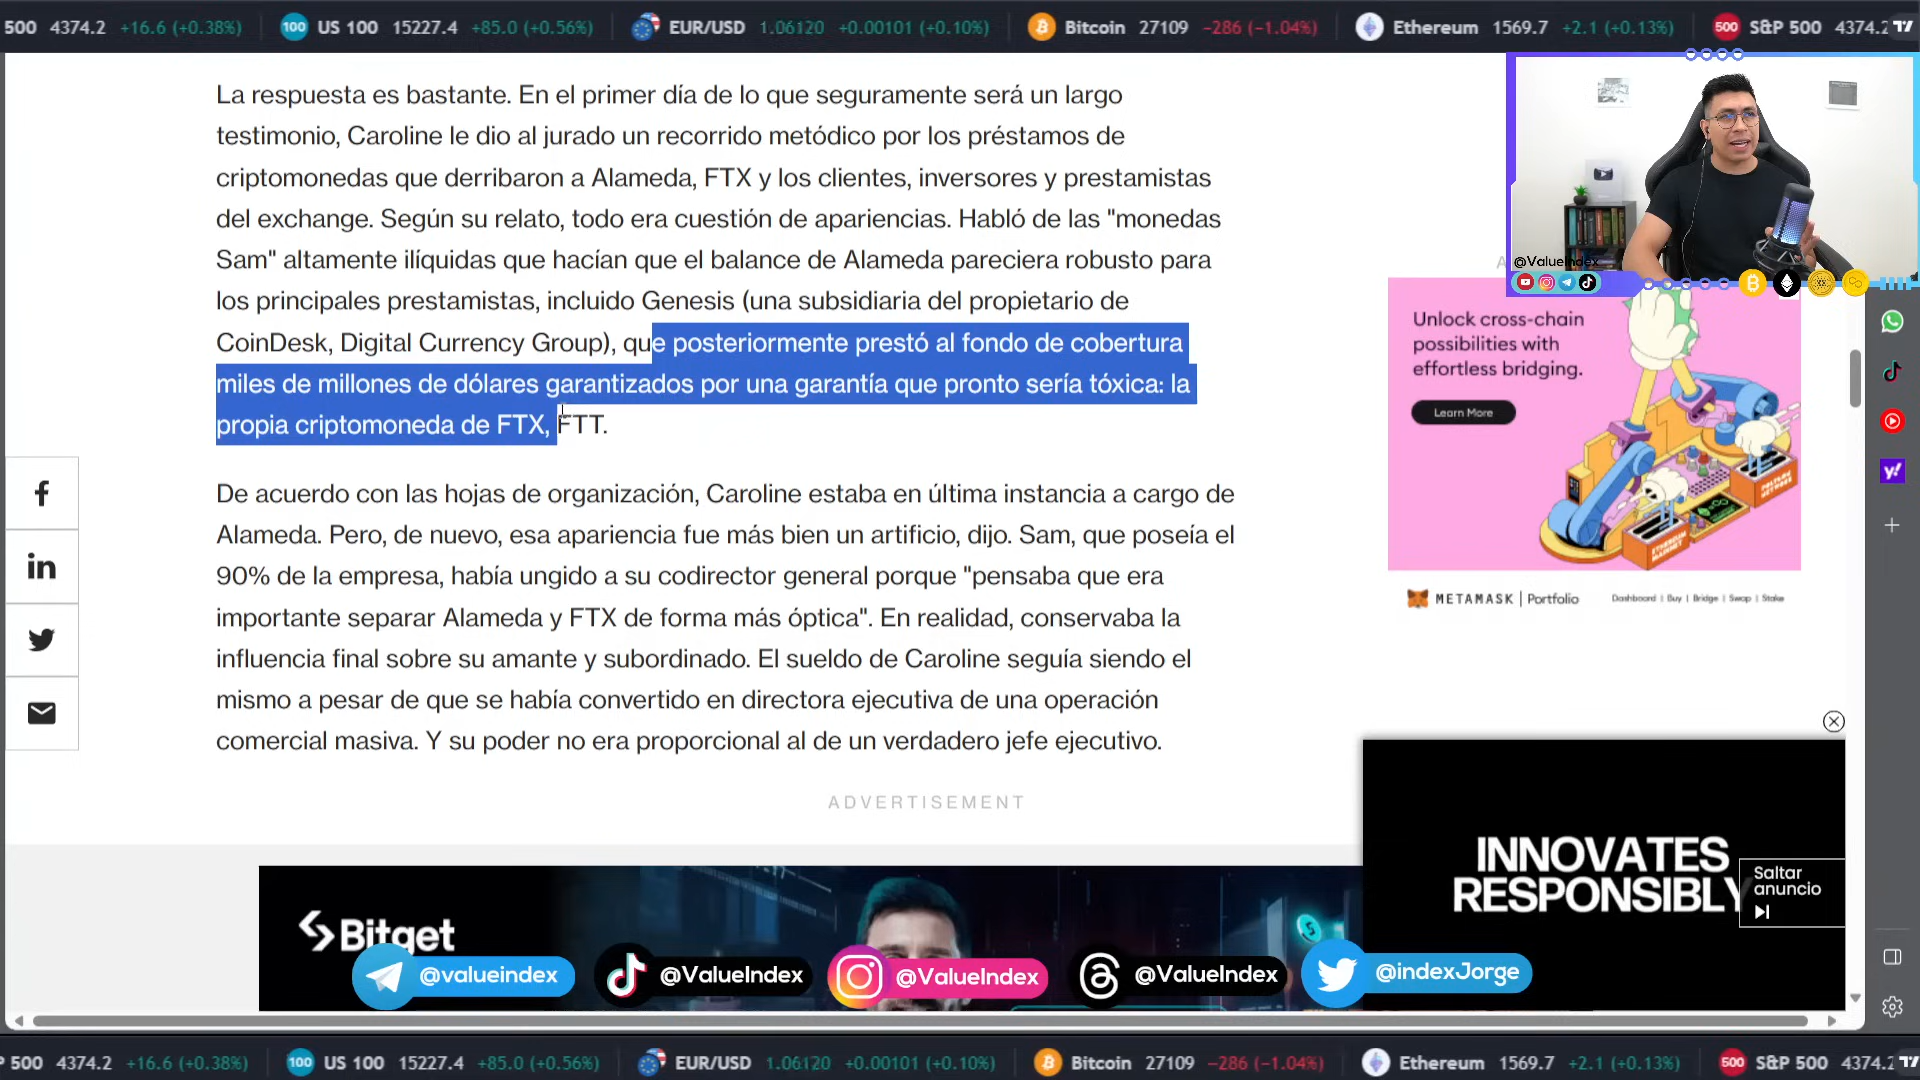 500 4374.2 +16.6 (+0.38%) 100 US 100 15227.4 +85.0 (+0.56%) EUR/USD 1.06120 +0.00101 (+0.10%) Bitcoin 27109 −286 (−1.04%) Ethereum 1569.7 +2.1 (+0.13%) 500 S&P 500 4374.2
La respuesta es bastante. En el primer día de lo que seguramente será un largo
testimonio, Caroline le dio al jurado un recorrido metódico por los préstamos de
criptomonedas que derribaron a Alameda, FTX y los clientes, inversores y prestamistas
del exchange. Según su relato, todo era cuestión de apariencias. Habló de las "monedas
Sam" altamente ilíquidas que hacían que el balance de Alameda pareciera robusto para
los principales prestamistas, incluido Genesis (una subsidiaria del propietario de
CoinDesk, Digital Currency Group), que posteriormente prestó al fondo de cobertura
miles de millones de dólares garantizados por una garantía que pronto sería tóxica: la
propia criptomoneda de FTX, FTT.
De acuerdo con las hojas de organización, Caroline estaba en última instancia a cargo de
Alameda. Pero, de nuevo, esa apariencia fue más bien un artificio, dijo. Sam, que poseía el
90% de la empresa, había ungido a su codirector general porque "pensaba que era
importante separar Alameda y FTX de forma más óptica". En realidad, conservaba la
influencia final sobre su amante y subordinado. El sueldo de Caroline seguía siendo el
mismo a pesar de que se había convertido en directora ejecutiva de una operación
comercial masiva. Y su poder no era proporcional al de un verdadero jefe ejecutivo.
ADVERTISEMENT
@ValueIndex
Unlock cross-chain
possibilities with
effortless bridging.
Learn More
METAMASK | Portfolio
Dashboard | Buy | Bridge | Swap | Stake
INNOVATES
RESPONSIBLY
Saltar
anuncio
Bitget
@valueindex @ValueIndex @ValueIndex @ValueIndex @indexJorge
P 500 4374.2 +16.6 (+0.38%) 100 US 100 15227.4 +85.0 (+0.56%) EUR/USD 1.06120 +0.00101 (+0.10%) Bitcoin 27109 −286 (−1.04%) Ethereum 1569.7 +2.1 (+0.13%) 500 S&P 500 4374.2